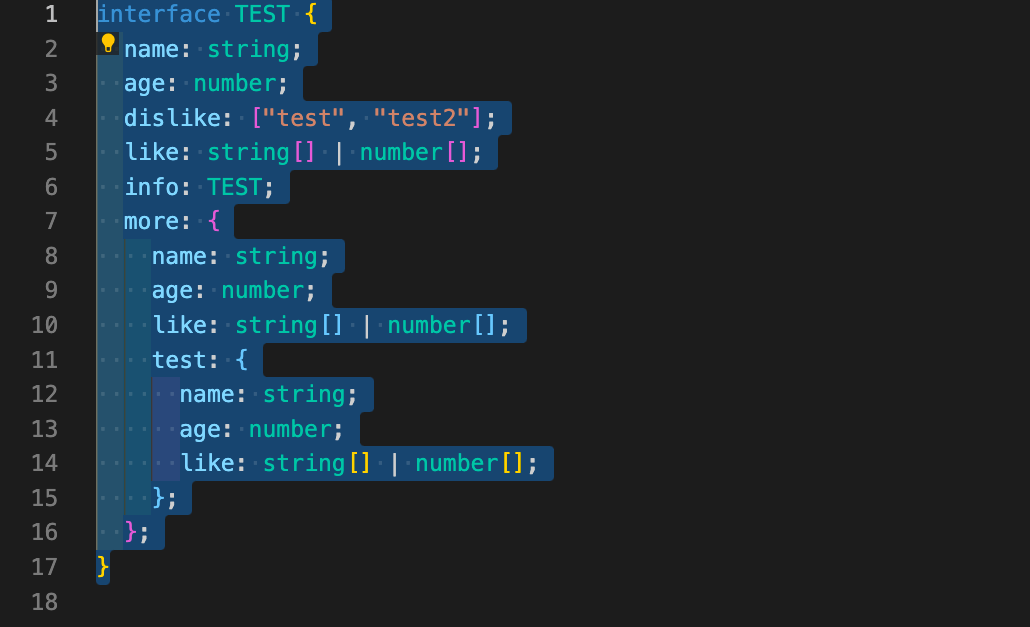 1 interface TEST {
2 name: string;
3 age: number;
4 dislike: ["test", "test2"];
5 like: string[] | number[];
6 info: TEST;
7 more: {
8 name: string;
9 age: number;
10 like: string[] | number[];
11 test: {
12 name: string;
13 age: number;
14 like: string[] | number[];
15 };
16 };
17 }
18